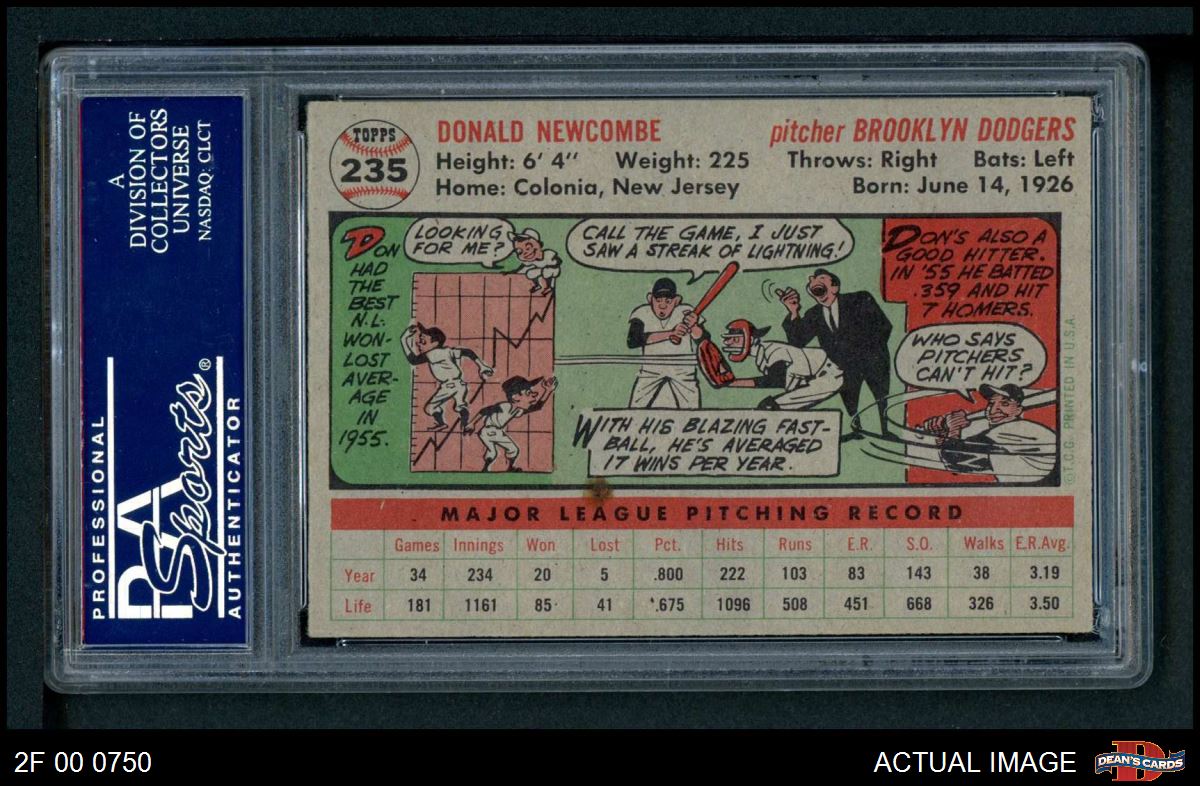 A
DIVISION OF
COLLECTORS
UNIVERSE
NASDAQ: CLCT
PROFESSIONAL
PSA
Sports®
AUTHENTICATOR
TOPPS
235
DONALD NEWCOMBE
pitcher BROOKLYN DODGERS
Height: 6' 4" Weight: 225 Throws: Right Bats: Left
Home: Colonia, New Jersey Born: June 14, 1926
DON
HAD
THE
BEST
N.L.
WON-
LOST
AVER-
AGE
IN
1955.
LOOKING
FOR ME?
CALL THE GAME, I JUST
SAW A STREAK OF LIGHTNING!
WITH HIS BLAZING FAST-
BALL, HE'S AVERAGED
17 WINS PER YEAR.
DON'S ALSO A
GOOD HITTER.
IN '55 HE BATTED
.359 AND HIT
7 HOMERS.
WHO SAYS
PITCHERS
CAN'T HIT?
©T.C.G. PRINTED IN U.S.A.
MAJOR LEAGUE PITCHING RECORD
Games Innings Won Lost Pct. Hits Runs E.R. S.O. Walks E.R.Avg.
Year 34 234 20 5 .800 222 103 83 143 38 3.19
Life 181 1161 85 41 .675 1096 508 451 668 326 3.50
2F 00 0750
ACTUAL IMAGE
D
DEAN'S CARDS